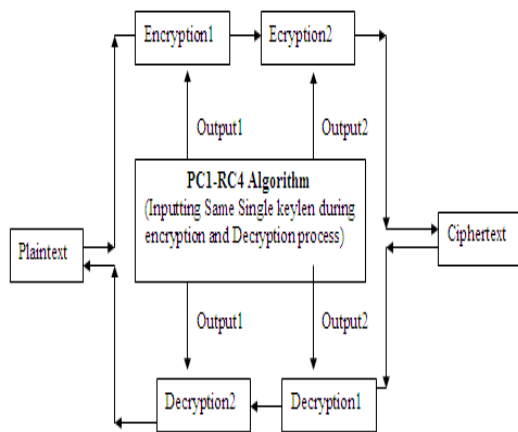 Encryption1
Ecryption2
Output1
Output2
PC1-RC4 Algorithm
(Inputting Same Single keylen during
encryption and Decryption process)
Plaintext
Ciphertext
Output1
Output2
Decryption2
Decryption1